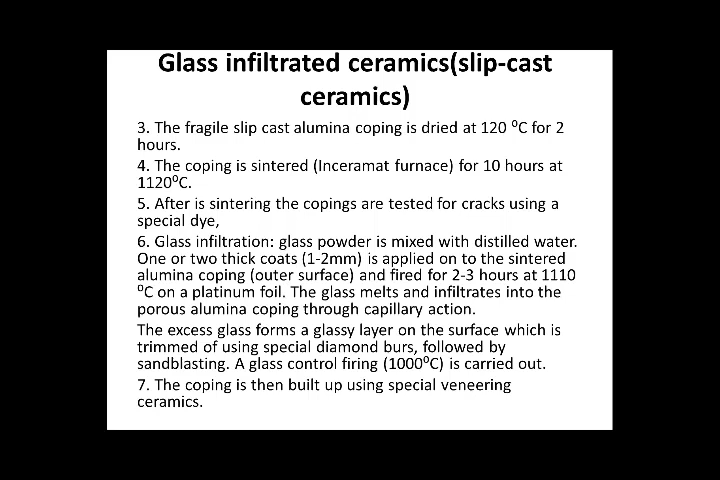 Glass infiltrated ceramics(slip-cast
ceramics)
3. The fragile slip cast alumina coping is dried at 120 ⁰C for 2
hours.
4. The coping is sintered (Inceramat furnace) for 10 hours at
1120⁰C.
5. After is sintering the copings are tested for cracks using a
special dye,
6. Glass infiltration: glass powder is mixed with distilled water.
One or two thick coats (1-2mm) is applied on to the sintered
alumina coping (outer surface) and fired for 2-3 hours at 1110
⁰C on a platinum foil. The glass melts and infiltrates into the
porous alumina coping through capillary action.
The excess glass forms a glassy layer on the surface which is
trimmed of using special diamond burs, followed by
sandblasting. A glass control firing (1000⁰C) is carried out.
7. The coping is then built up using special veneering
ceramics.